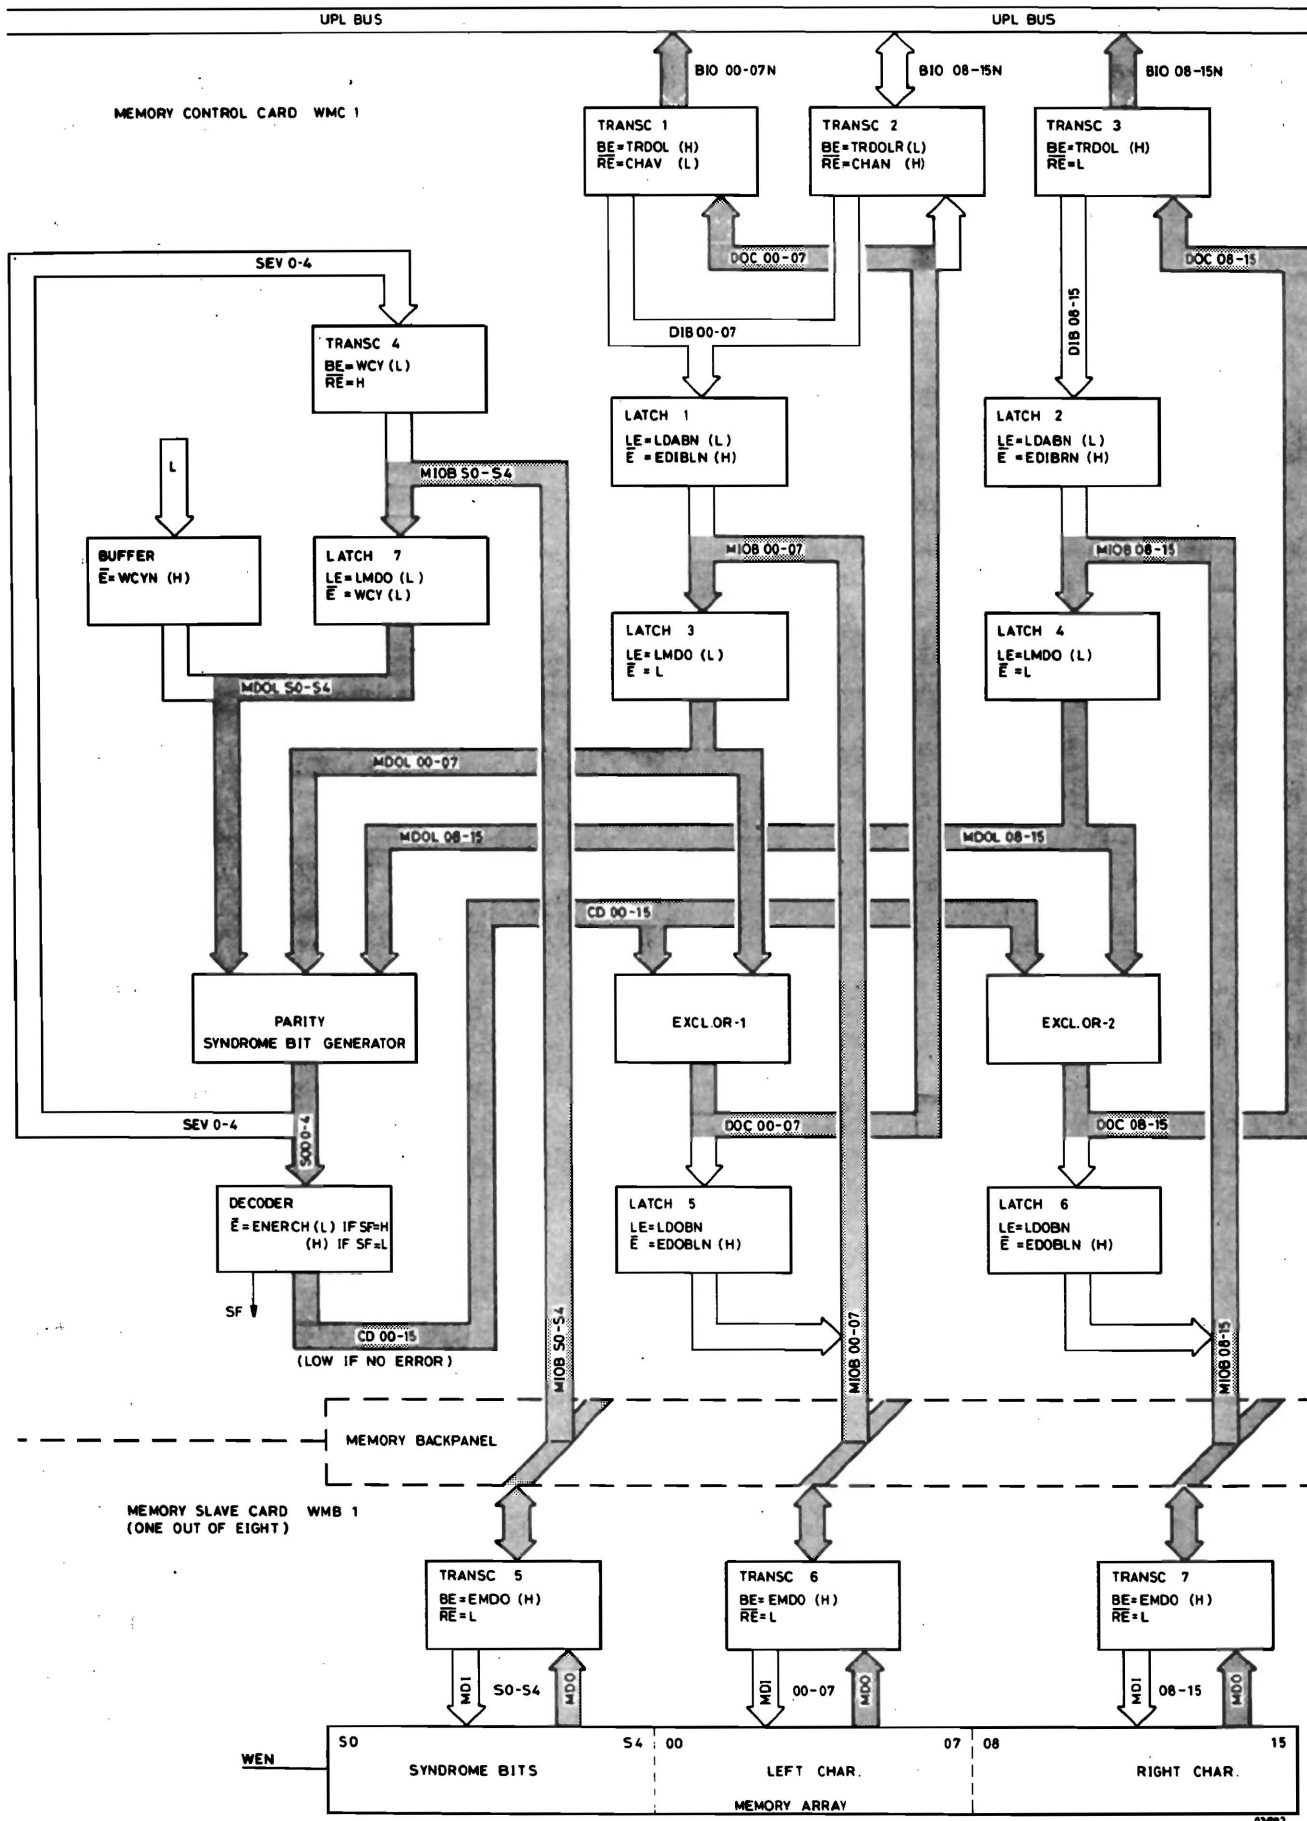 UPL BUS
UPL BUS
BIO 00-07N
BIO 08-15N
BIO 08-15N
MEMORY CONTROL CARD WMC 1
TRANSC 1
BE=TRDOL (H)
RE=CHAV (L)
TRANSC 2
BE=TRDOLR(L)
RE=CHAN (H)
TRANSC 3
BE=TRDOL (H)
RE=L
SEV 0-4
DOC 00-07
DOC 08-15
DIB 00-07
DIB 08-15
TRANSC 4
BE=WCY (L)
RE=H
LATCH 1
LE=LDABN (L)
E =EDIBLN (H)
LATCH 2
LE=LDABN (L)
E =EDIBRN (H)
L
MIOB S0-S4
BUFFER
E=WCYN (H)
LATCH 7
LE=LMDO (L)
E =WCY (L)
MIOB 00-07
MIOB 08-15
LATCH 3
LE=LMDO (L)
E =L
LATCH 4
LE=LMDO (L)
E =L
MDOL S0-S4
MDOL 00-07
MDOL 08-15
MDOL 08-15
CD 00-15
PARITY
SYNDROME BIT GENERATOR
EXCL.OR-1
EXCL.OR-2
SEV 0-4
SOD 0-4
DOC 00-07
DOC 08-15
DECODER
E=ENERCH (L) IF SF=H
(H) IF SF=L
LATCH 5
LE=LDOBN
E =EDOBLN (H)
LATCH 6
LE=LDOBN
E =EDOBLN (H)
SF
CD 00-15
(LOW IF NO ERROR)
MIOB S0-S4
MIOB 00-07
MIOB 08-15
MEMORY BACKPANEL
MEMORY SLAVE CARD WMB 1
(ONE OUT OF EIGHT)
TRANSC 5
BE=EMDO (H)
RE=L
TRANSC 6
BE=EMDO (H)
RE=L
TRANSC 7
BE=EMDO (H)
RE=L
MDI
S0-S4
MDO
MDI
00-07
MDO
MDI
08-15
MDO
WEN
S0
S4
00
07
08
15
SYNDROME BITS
LEFT CHAR.
RIGHT CHAR.
MEMORY ARRAY